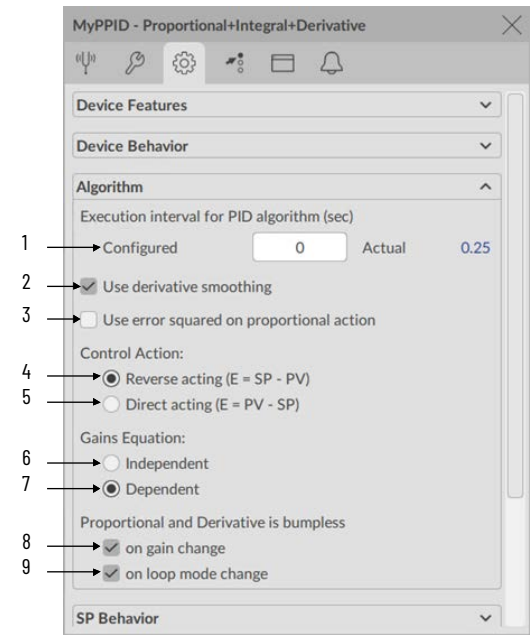 MyPPID - Proportional+Integral+Derivative
Device Features
Device Behavior
Algorithm
Execution interval for PID algorithm (sec)
1 Configured 0 Actual 0.25
2 Use derivative smoothing
3 Use error squared on proportional action
Control Action:
4 Reverse acting (E = SP - PV)
5 Direct acting (E = PV - SP)
Gains Equation:
6 Independent
7 Dependent
Proportional and Derivative is bumpless
8 on gain change
9 on loop mode change
SP Behavior